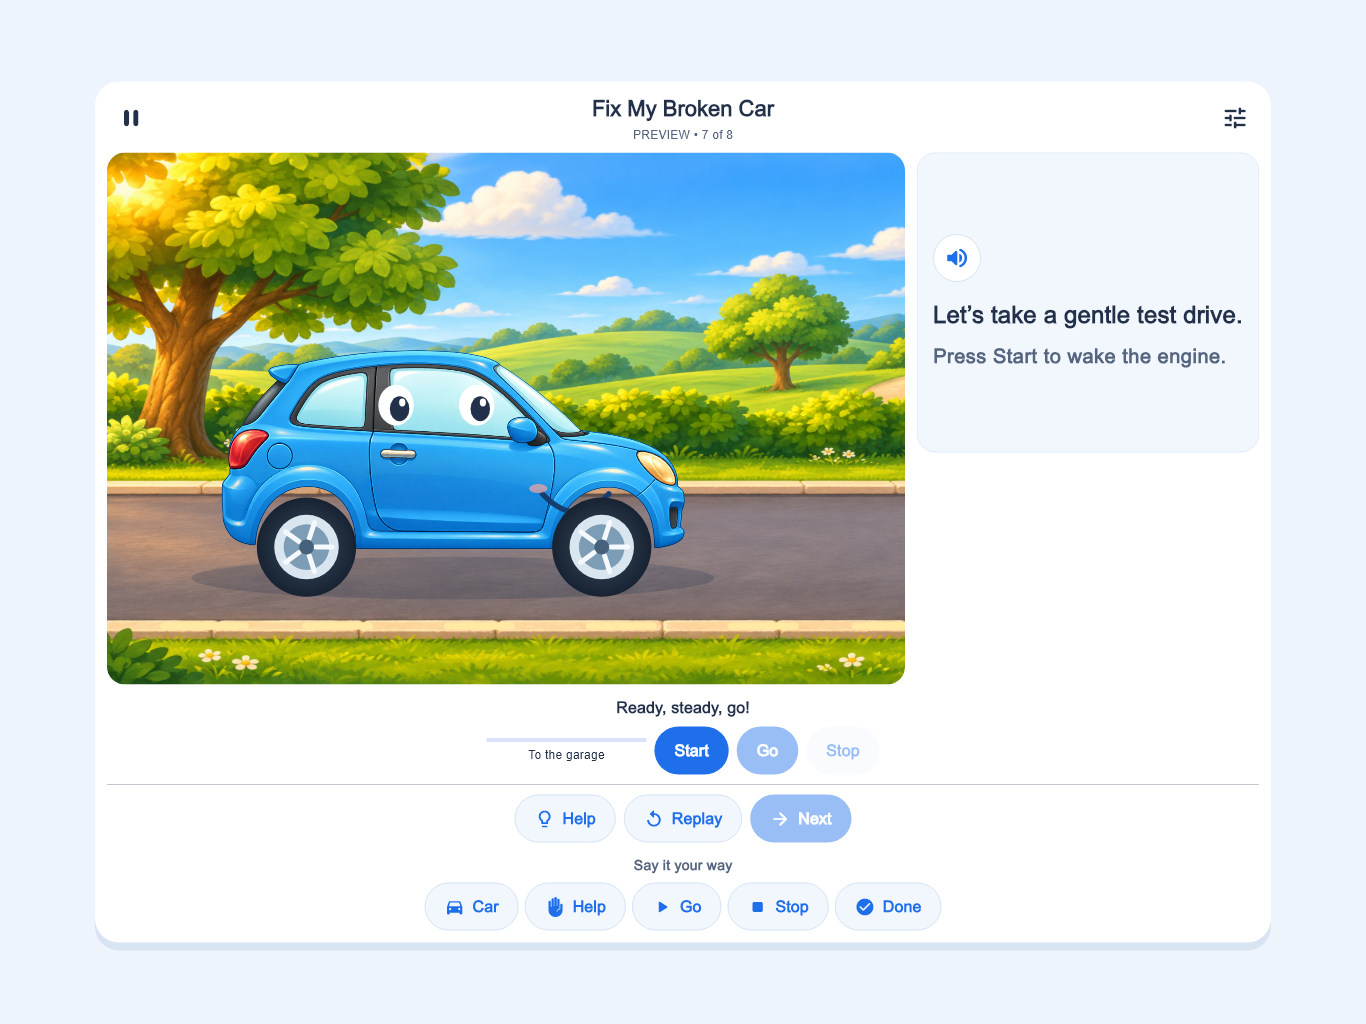 Fix My Broken Car
PREVIEW • 7 of 8
Let’s take a gentle test drive.
Press Start to wake the engine.
Ready, steady, go!
To the garage
Start
Go
Stop
Help
Replay
Next
Say it your way
Car
Help
Go
Stop
Done